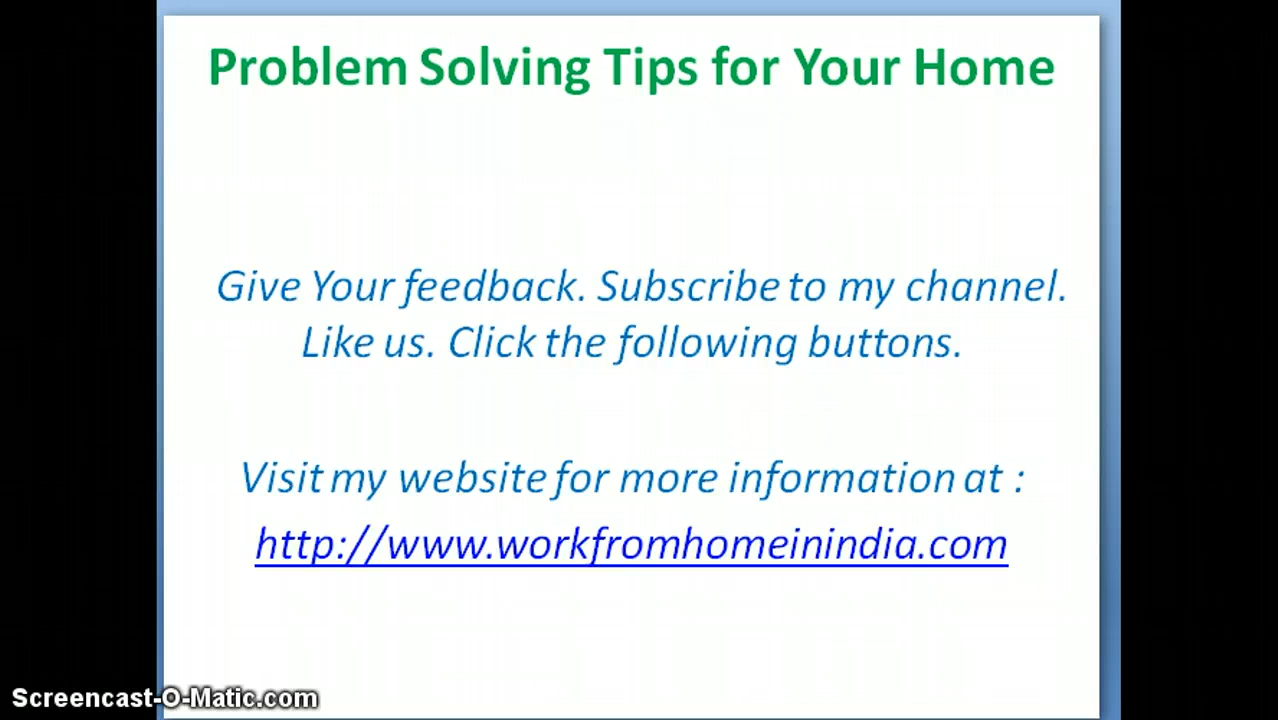 Problem Solving Tips for Your Home
Give Your feedback. Subscribe to my channel.
Like us. Click the following buttons.
Visit my website for more information at :
http://www.workfromhomeinindia.com
Screencast-O-Matic.com